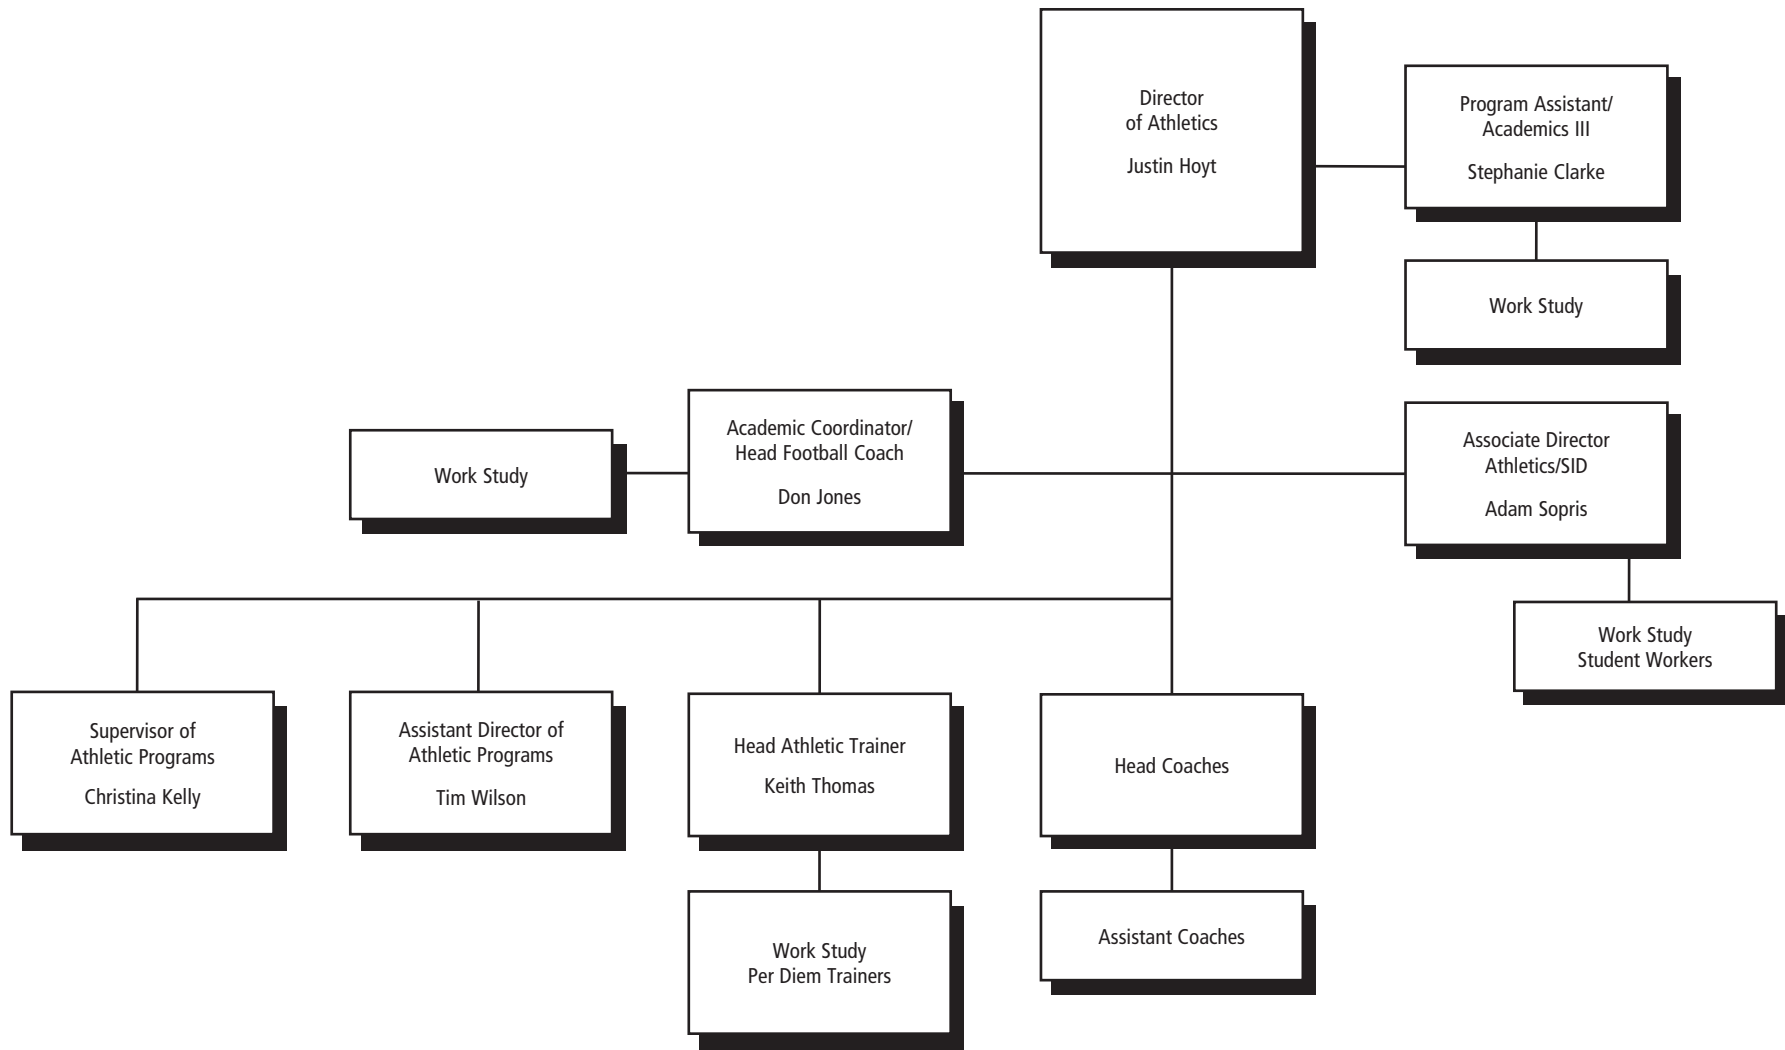 Director
of Athletics
Justin Hoyt
Program Assistant/
Academics III
Stephanie Clarke
Work Study
Academic Coordinator/
Head Football Coach
Don Jones
Work Study
Associate Director
Athletics/SID
Adam Sopris
Work Study
Student Workers
Supervisor of
Athletic Programs
Christina Kelly
Assistant Director of
Athletic Programs
Tim Wilson
Head Athletic Trainer
Keith Thomas
Head Coaches
Work Study
Per Diem Trainers
Assistant Coaches